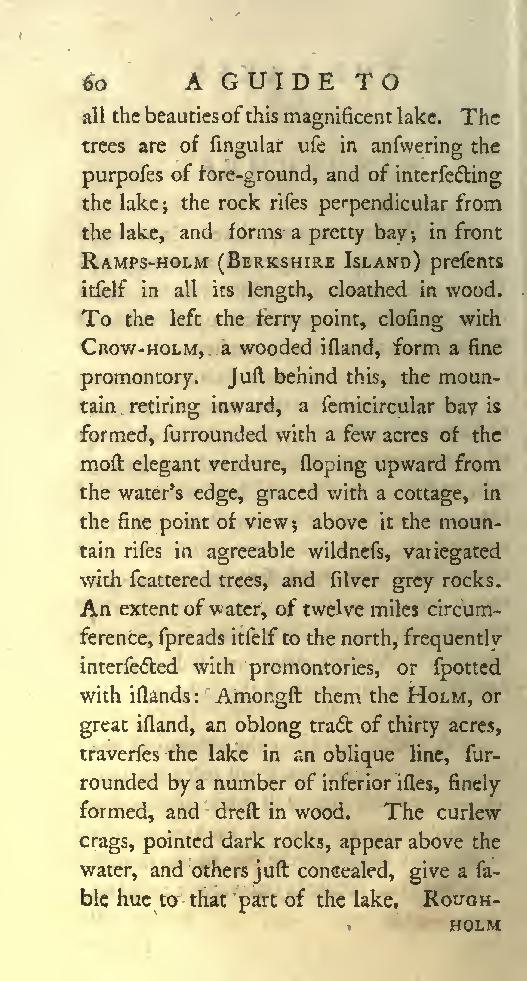 60 A GUIDE TO
all the beauties of this magnificent lake. The
trees are of ſingular uſe in anſwering the
purpoſes of fore-ground, and of interſecting
the lake; the rock riſes perpendicular from
the lake, and forms a pretty bay; in front
RAMPS-HOLM (BERKSHIRE ISLAND) preſents
itſelf in all its length, cloathed in wood.
To the left the ferry point, cloſing with
CROW-HOLM, a wooded iſland, form a fine
promontory. Juſt behind this, the moun-
tain retiring inward, a ſemicircular bay is
formed, ſurrounded with a few acres of the
moſt elegant verdure, ſloping upward from
the water's edge, graced with a cottage, in
the fine point of view; above it the moun-
tain riſes in agreeable wildneſs, variegated
with ſcattered trees, and ſilver grey rocks.
An extent of water, of twelve miles circum-
ference, ſpreads itſelf to the north, frequently
interſected with promontories, or ſpotted
with iſlands: Amongſt them the HOLM, or
great iſland, an oblong tract of thirty acres,
traverſes the lake in an oblique line, ſur-
rounded by a number of inferior iſles, finely
formed, and dreſt in wood. The curlew
crags, pointed dark rocks, appear above the
water, and others juſt concealed, give a ſa-
ble hue to that part of the lake. ROUGH-
HOLM